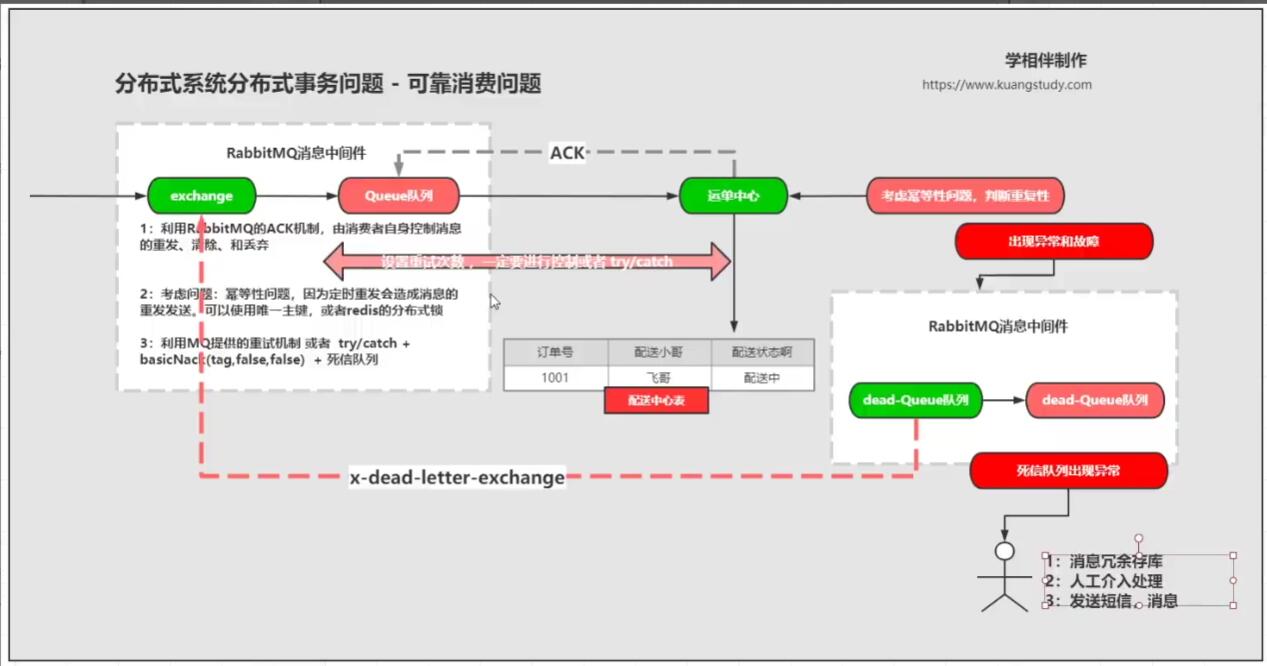 学相伴制作
分布式系统分布式事务问题 - 可靠消费问题
https://www.kuangstudy.com
RabbitMQ消息中间件
ACK
exchange
Queue队列
运单中心
考虑幂等性问题，判断重复性
1：利用RabbitMQ的ACK机制，由消费者自身控制消息
的重发、清除、和丢弃
出现异常和故障
设置重试次数 ，一定要进行控制或者 try/catch
2：考虑问题：幂等性问题，因为定时重发会造成消息的
重发发送。可以使用唯一主键，或者redis的分布式锁
RabbitMQ消息中间件
3：利用MQ提供的重试机制 或者 try/catch +
basicNack(tag,false,false) + 死信队列
订单号 配送小哥 配送状态啊
1001 飞哥 配送中
配送中心表
dead-Queue队列
dead-Queue队列
x-dead-letter-exchange
死信队列出现异常
1：消息冗余存库
2：人工介入处理
3：发送短信，消息